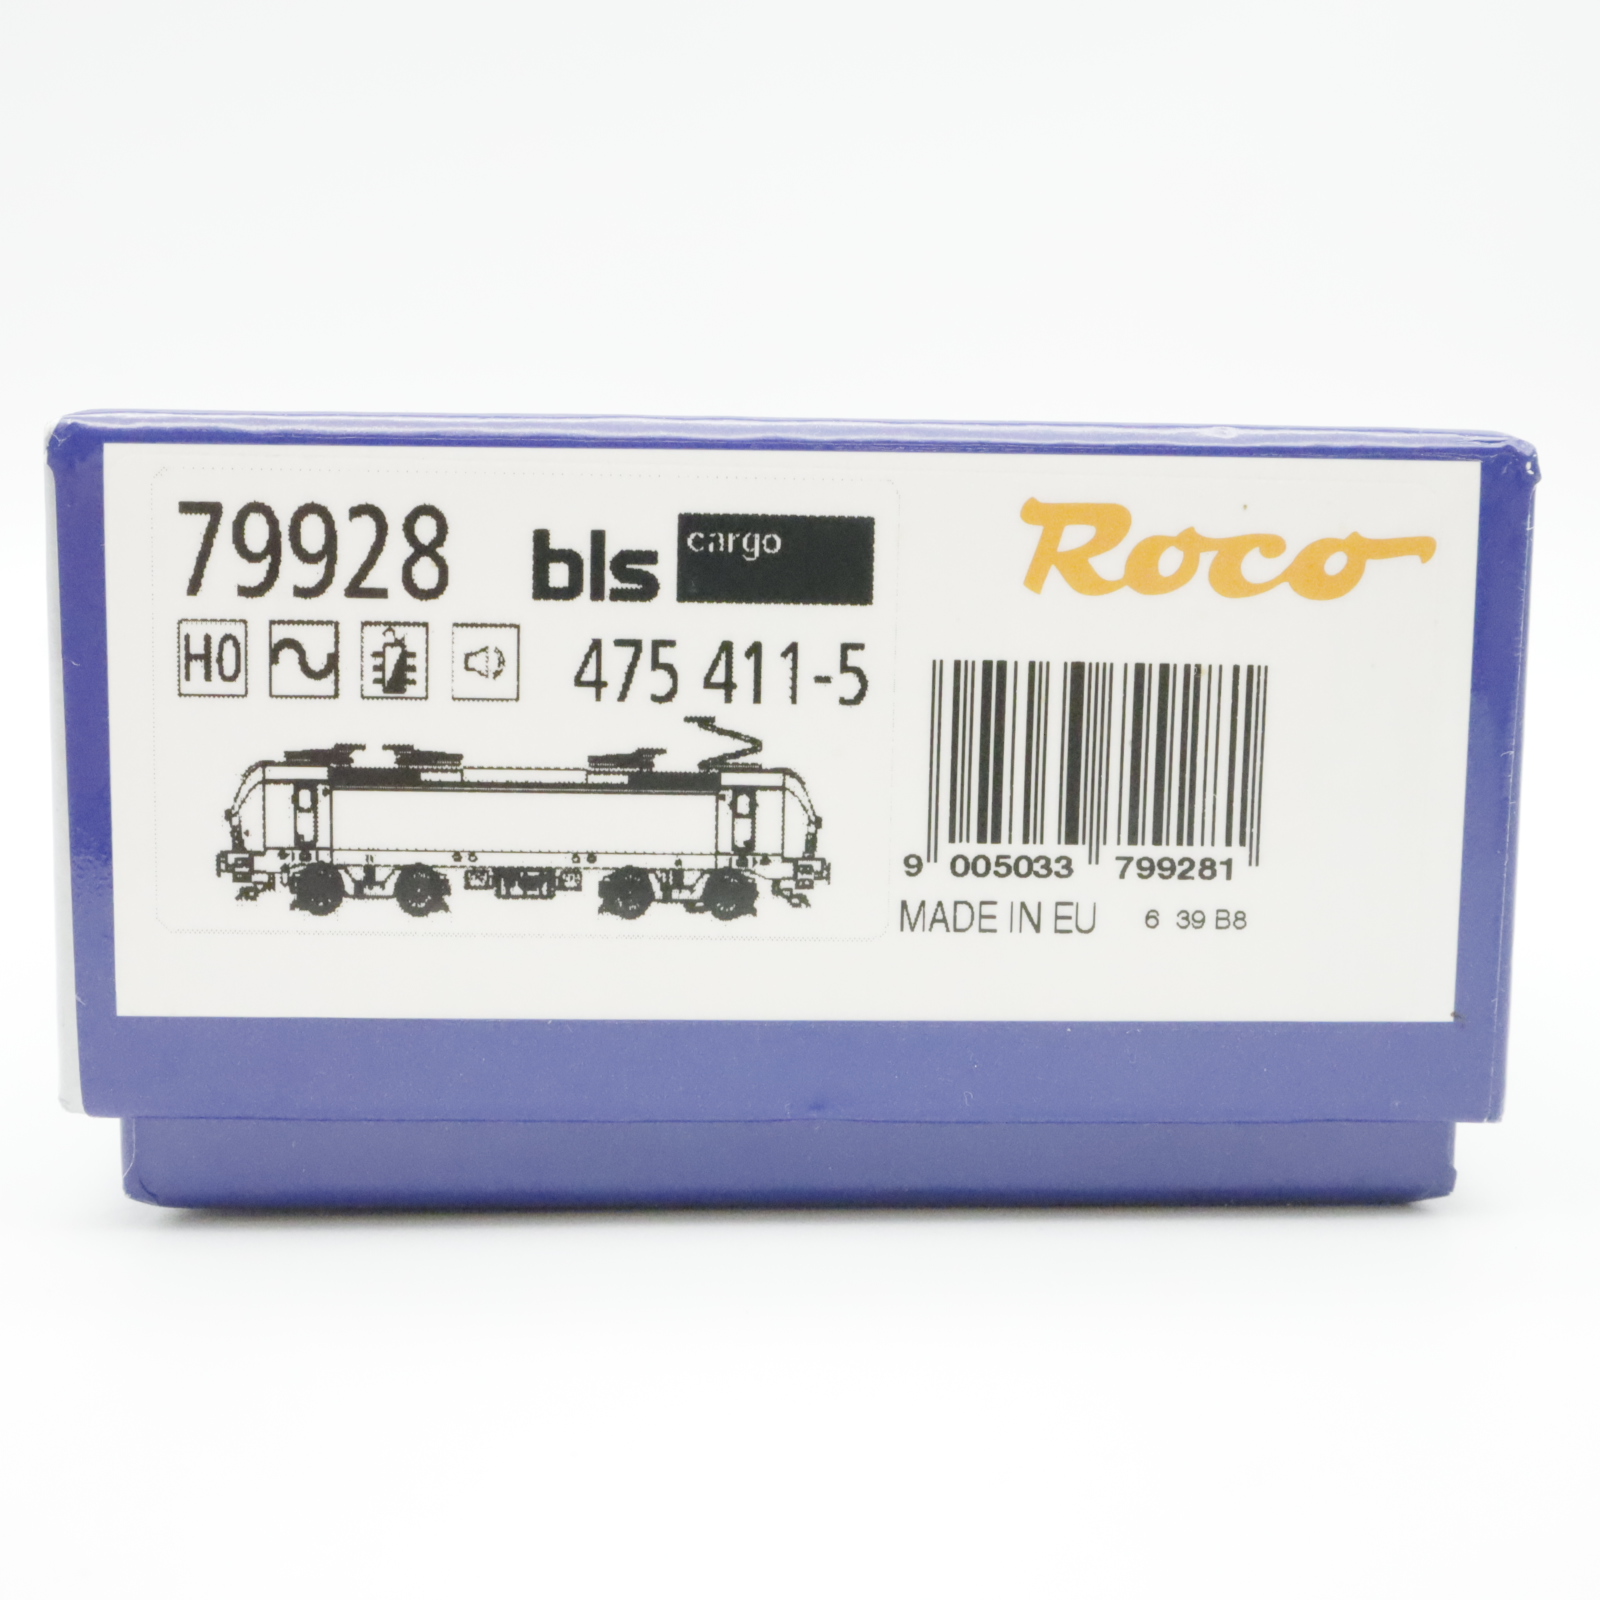 79928
bls cargo
H0
475 411-5
Roco
9 005033 799281
MADE IN EU 6 39 B8